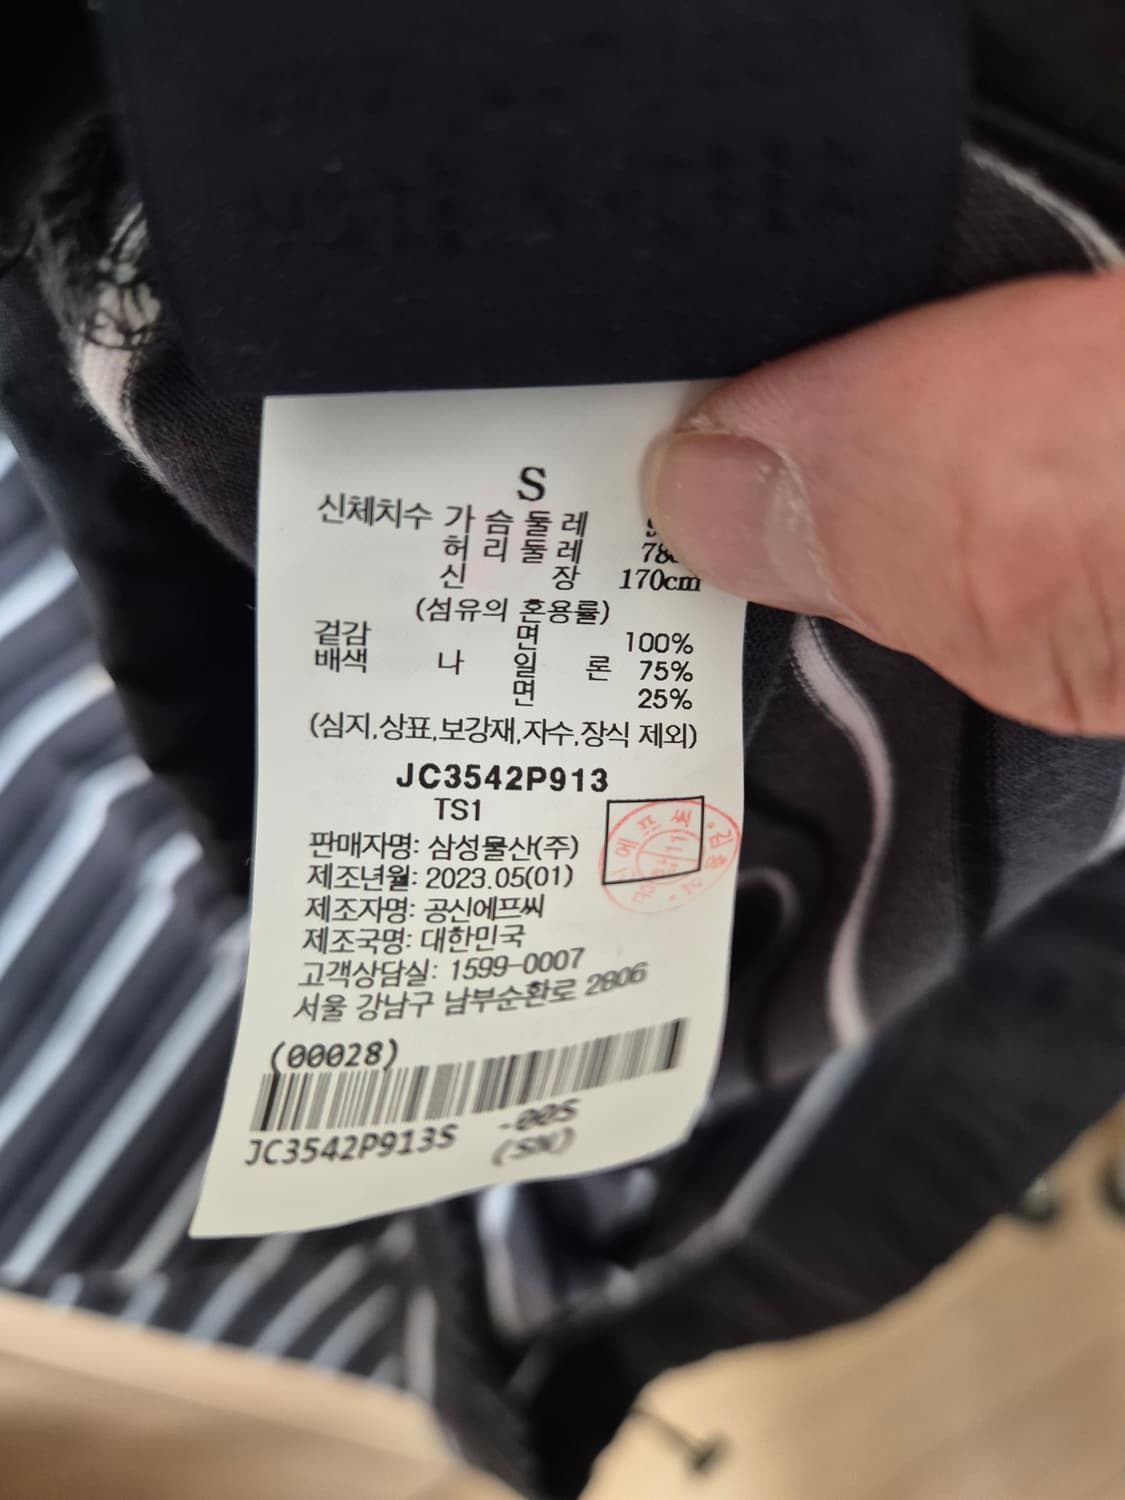 S
신체치수 가슴둘레
허리둘레 78
신장 170cm
(섬유의 혼용률)
겉감 면 100%
배색 나일론 75%
면 25%
(심지,상표,보강재,자수,장식 제외)
JC3542P913
TS1
판매자명: 삼성물산(주)
제조년월: 2023.05(01)
제조자명: 공신에프씨
제조국명: 대한민국
고객상담실: 1599-0007
서울 강남구 남부순환로 2806
(00028)
JC3542P913S -00S
(SN)